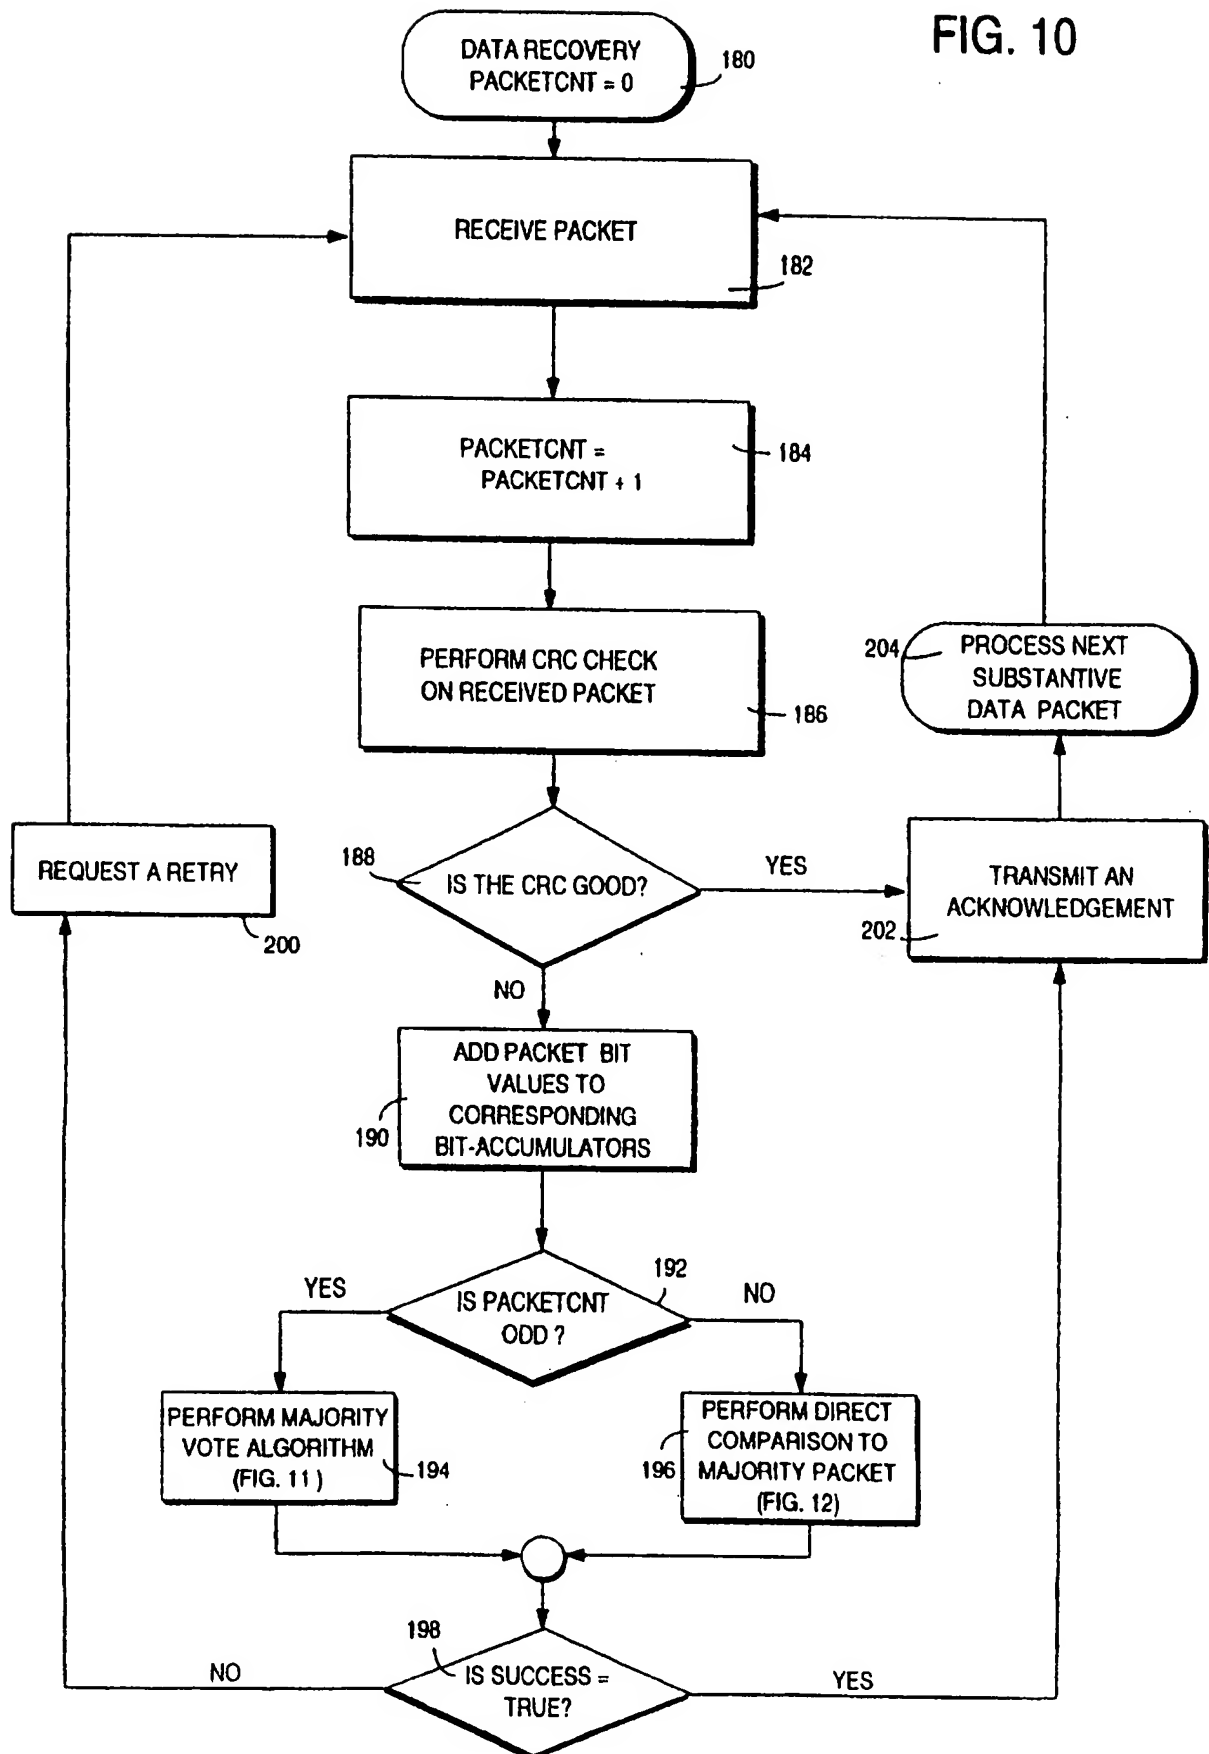 FIG. 10
DATA RECOVERY
PACKETCNT = 0
180
RECEIVE PACKET
182
PACKETCNT =
PACKETCNT + 1
184
PERFORM CRC CHECK
ON RECEIVED PACKET
186
204
PROCESS NEXT
SUBSTANTIVE
DATA PACKET
REQUEST A RETRY
200
188
IS THE CRC GOOD?
YES
TRANSMIT AN
ACKNOWLEDGEMENT
202
NO
ADD PACKET BIT
VALUES TO
CORRESPONDING
BIT-ACCUMULATORS
190
192
YES
IS PACKETCNT
ODD ?
NO
PERFORM MAJORITY
VOTE ALGORITHM
(FIG. 11 )
194
PERFORM DIRECT
COMPARISON TO
MAJORITY PACKET
(FIG. 12)
196
198
NO
IS SUCCESS =
TRUE?
YES